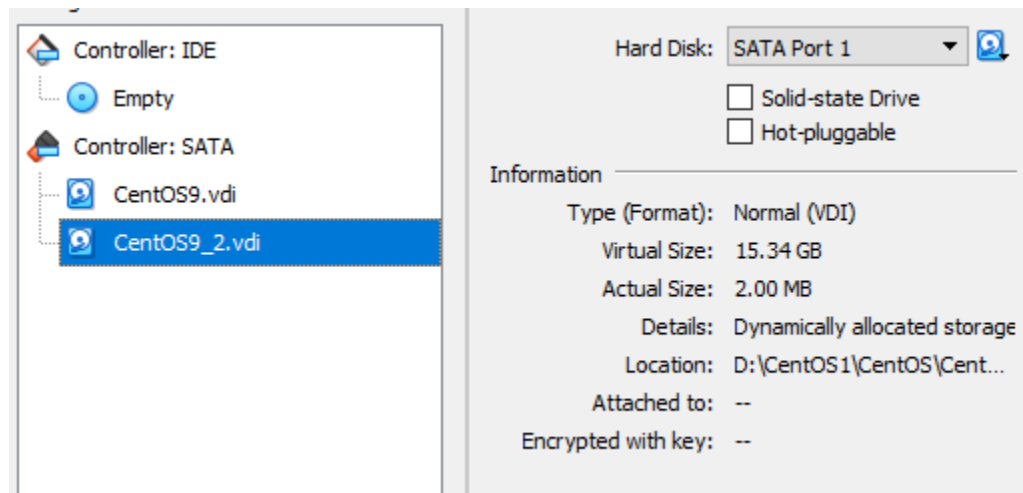 Controller: IDE
Empty
Controller: SATA
CentOS9.vdi
CentOS9_2.vdi
Hard Disk: SATA Port 1
Solid-state Drive
Hot-pluggable
Information
Type (Format): Normal (VDI)
Virtual Size: 15.34 GB
Actual Size: 2.00 MB
Details: Dynamically allocated storage
Location: D:\CentOS1\CentOS\Cent...
Attached to: --
Encrypted with key: --